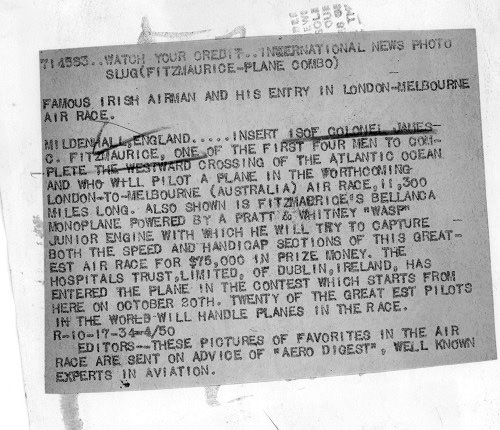 714583..WATCH YOUR CREDIT..INTERNATIONAL NEWS PHOTO
SLUG(FITZMAURICE-PLANE COMBO)
FAMOUS IRISH AIRMAN AND HIS ENTRY IN LONDON-MELBOURNE
AIR RACE.
MILDENHALL,ENGLAND.....INSERT IS OF COLONEL JAMES
C. FITZMAURICE, ONE OF THE FIRST FOUR MEN TO COM-
PLETE THE WESTWARD CROSSING OF THE ATLANTIC OCEAN
AND WHO WILL PILOT A PLANE IN THE WORTHCOMING
LONDON-TO-MELBOURNE (AUSTRALIA) AIR RACE,11,300
MILES LONG. ALSO SHOWN IS FITZMAURICE'S BELLANCA
MONOPLANE POWERED BY A PRATT & WHITNEY "WASP"
JUNIOR ENGINE WITH WHICH HE WILL TRY TO CAPTURE
BOTH THE SPEED AND HANDICAP SECTIONS OF THIS GREAT-
EST AIR RACE FOR $75,000 IN PRIZE MONEY. THE
HOSPITALS TRUST,LIMITED, OF DUBLIN,IRELAND, HAS
ENTERED THE PLANE IN THE CONTEST WHICH STARTS FROM
HERE ON OCTOBER 20TH. TWENTY OF THE GREAT EST PILOTS
IN THE WORLD WILL HANDLE PLANES IN THE RACE.
R-10-17-34-4/50
EDITORS--THESE PICTURES OF FAVORITES IN THE AIR
RACE ARE SENT ON ADVICE OF "AERO DIGEST", WELL KNOWN
EXPERTS IN AVIATION.